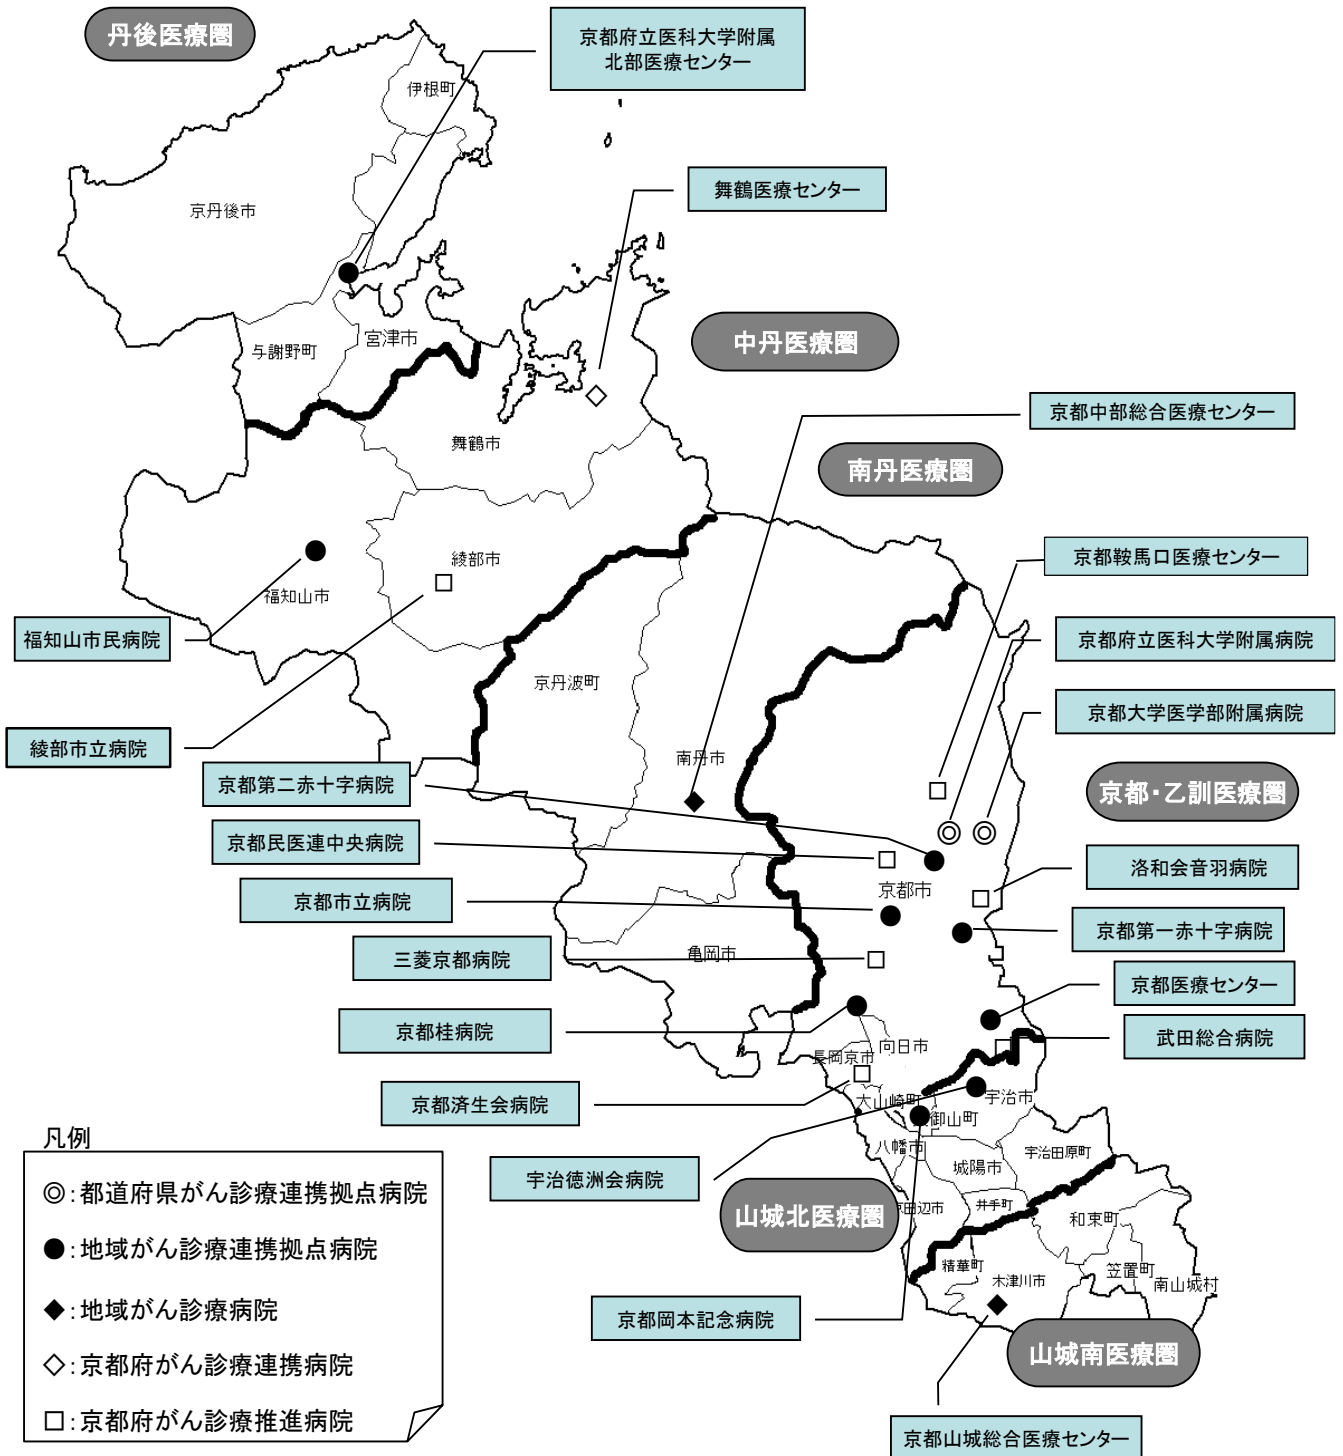 丹後医療圏
京都府立医科大学附属
北部医療センター
伊根町
舞鶴医療センター
京丹後市
中丹医療圏
与謝野町
宮津市
京都中部総合医療センター
舞鶴市
南丹医療圏
京都鞍馬口医療センター
綾部市
福知山市
福知山市民病院
京都府立医科大学附属病院
京丹波町
京都大学医学部附属病院
綾部市立病院
南丹市
京都第二赤十字病院
京都・乙訓医療圏
京都民医連中央病院
洛和会音羽病院
京都市
京都市立病院
京都第一赤十字病院
三菱京都病院
亀岡市
京都医療センター
京都桂病院
武田総合病院
向日市
長岡京市
京都済生会病院
大山崎町
宇治市
御山町
八幡市
宇治田原町
城陽市
宇治徳洲会病院
山城北医療圏
田辺市
井手町
和束町
精華町
笠置町
南山城村
木津川市
京都岡本記念病院
山城南医療圏
京都山城総合医療センター
凡例
◎:都道府県がん診療連携拠点病院
●:地域がん診療連携拠点病院
◆:地域がん診療病院
◇:京都府がん診療連携病院
□:京都府がん診療推進病院